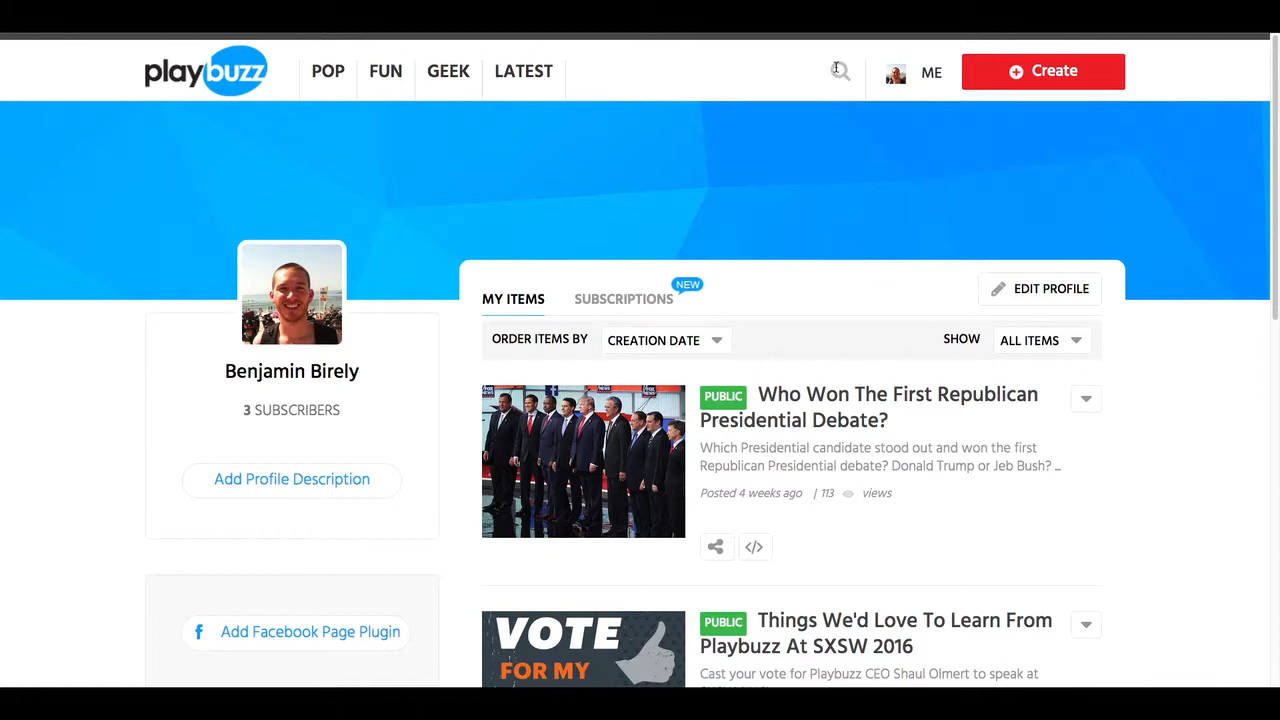 playbuzz
POP
FUN
GEEK
LATEST
ME
Create
MY ITEMS
SUBSCRIPTIONS
NEW
EDIT PROFILE
ORDER ITEMS BY
CREATION DATE
SHOW
ALL ITEMS
Benjamin Birely
3 SUBSCRIBERS
Add Profile Description
f Add Facebook Page Plugin
PUBLIC Who Won The First Republican
Presidential Debate?
Which Presidential candidate stood out and won the first
Republican Presidential debate? Donald Trump or Jeb Bush? ...
Posted 4 weeks ago | 113 views
</>
VOTE
FOR MY
PUBLIC Things We'd Love To Learn From
Playbuzz At SXSW 2016
Cast your vote for Playbuzz CEO Shaul Olmert to speak at